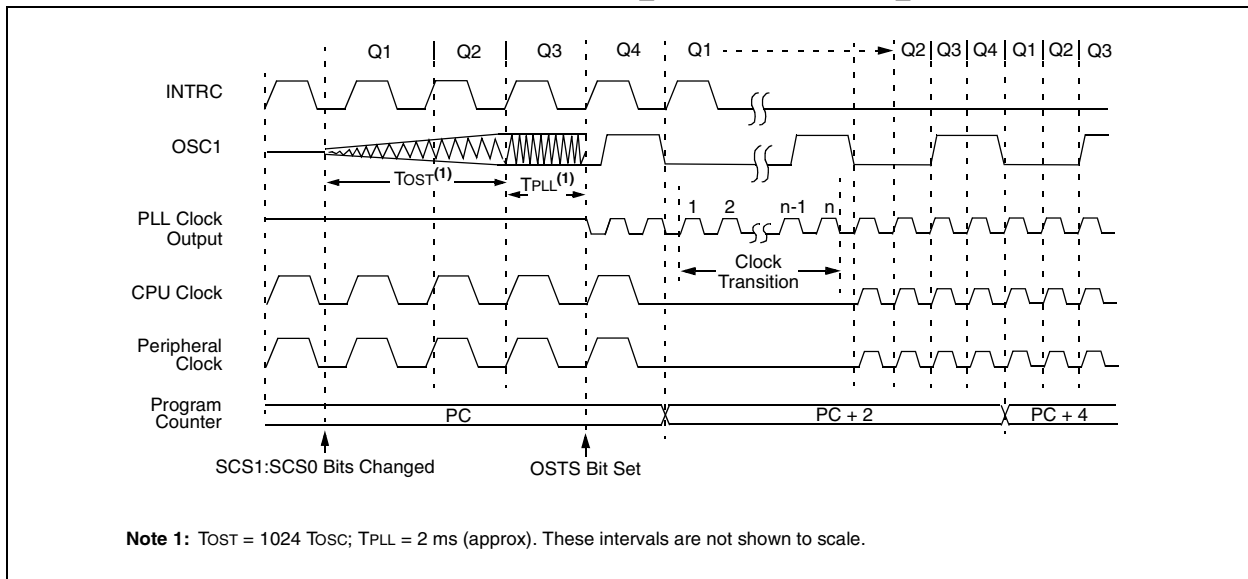 Q1 Q2 Q3 Q4 Q1 Q2 Q3 Q4 Q1 Q2 Q3
INTRC
OSC1
TOST(1) TPLL(1)
1 2 n-1 n
PLL Clock
Output
Clock
Transition
CPU Clock
Peripheral
Clock
Program
Counter
PC PC + 2 PC + 4
SCS1:SCS0 Bits Changed OSTS Bit Set
Note 1: TOST = 1024 TOSC; TPLL = 2 ms (approx). These intervals are not shown to scale.